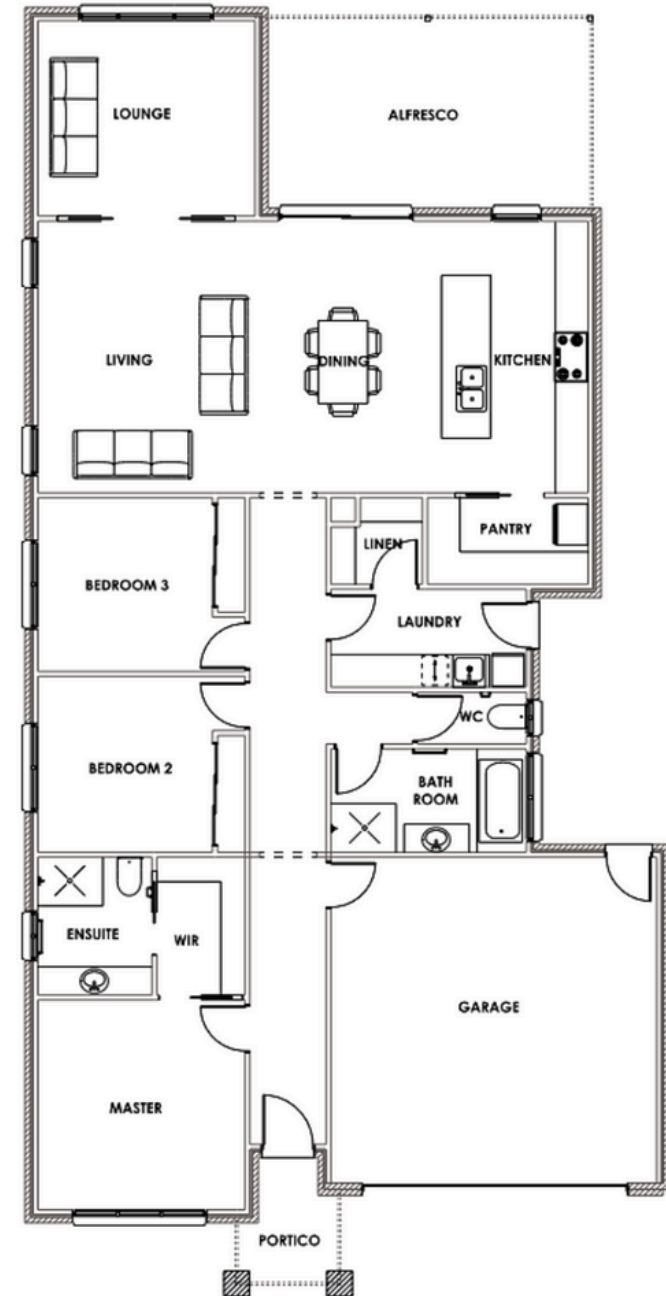 LOUNGE
ALFRESCO
LIVING
DINING
KITCHEN
PANTRY
LINEN
BEDROOM 3
LAUNDRY
WC
BEDROOM 2
BATH
ROOM
ENSUITE
WIR
GARAGE
MASTER
PORTICO